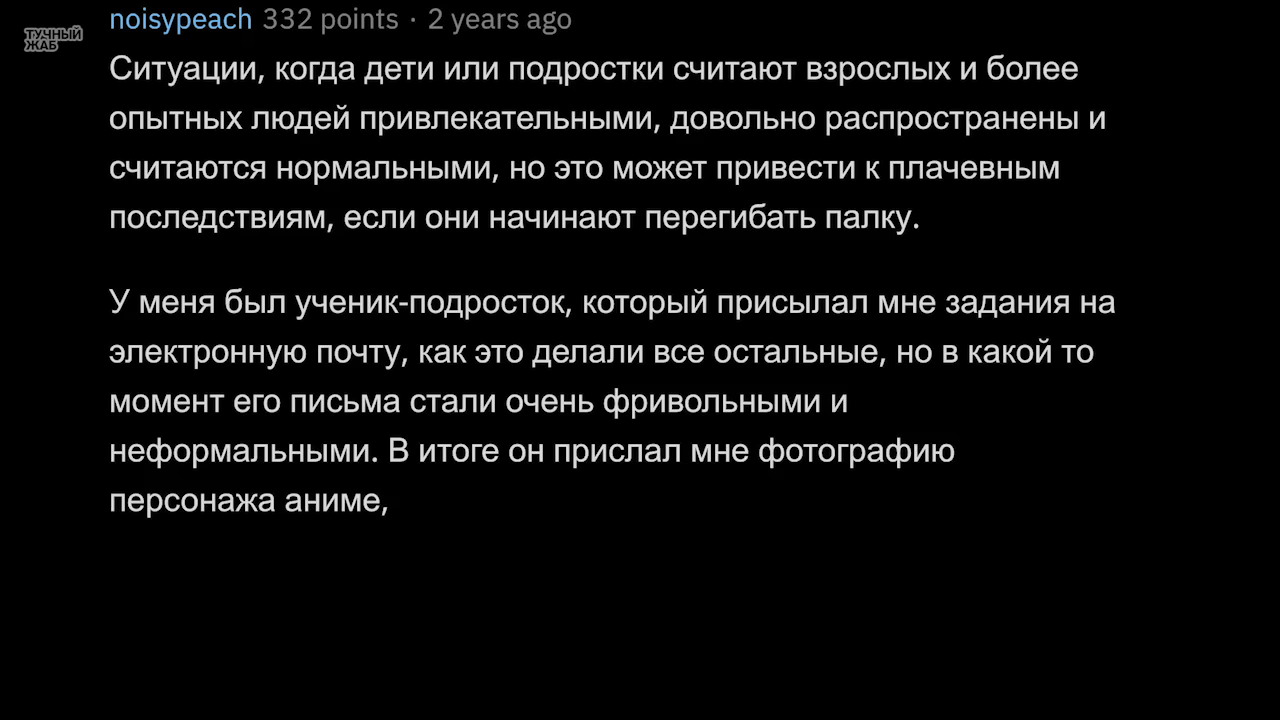 noisypeach 332 points · 2 years ago
ТУЧНЫЙ
ЖАБ
Ситуации, когда дети или подростки считают взрослых и более
опытных людей привлекательными, довольно распространены и
считаются нормальными, но это может привести к плачевным
последствиям, если они начинают перегибать палку.
У меня был ученик-подросток, который присылал мне задания на
электронную почту, как это делали все остальные, но в какой то
момент его письма стали очень фривольными и
неформальными. В итоге он прислал мне фотографию
персонажа аниме,